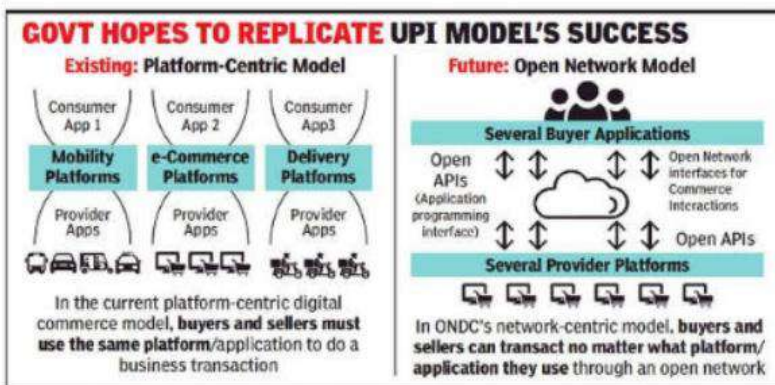 GOVT HOPES TO REPLICATE UPI MODEL'S SUCCESS
Existing: Platform-Centric Model
Consumer
App 1
Consumer
App 2
Consumer
App3
Mobility
Platforms
e-Commerce
Platforms
Delivery
Platforms
Provider
Apps
Provider
Apps
Provider
Apps
In the current platform-centric digital
commerce model, buyers and sellers must
use the same platform/application to do a
business transaction
Future: Open Network Model
Several Buyer Applications
Open
APIs
(Application
programming
interface)
Open Network
interfaces for
Commerce
Interactions
Open APIs
Several Provider Platforms
In ONDC's network-centric model, buyers and
sellers can transact no matter what platform/
application they use through an open network